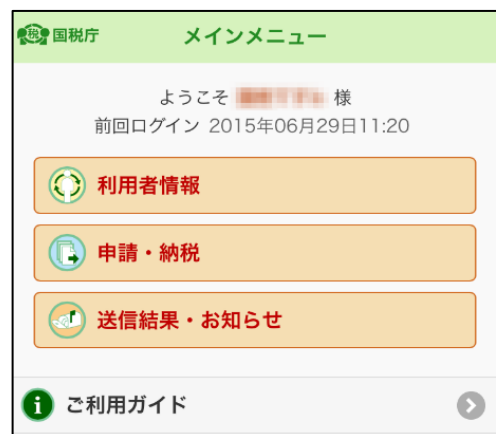 税 国税庁 メインメニュー
ようこそ 様
前回ログイン 2015年06月29日11:20
利用者情報
申請・納税
送信結果・お知らせ
i ご利用ガイド